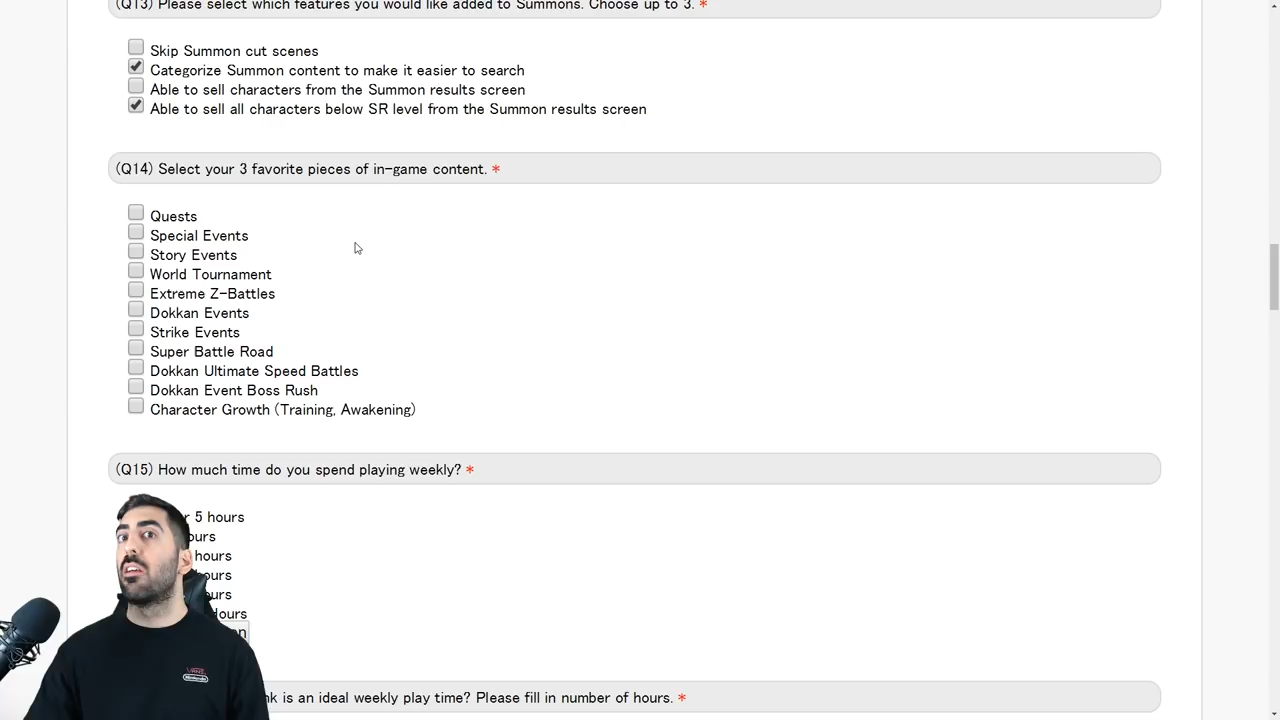 (Q13) Please select which features you would like added to Summons. Choose up to 3. *
Skip Summon cut scenes
Categorize Summon content to make it easier to search
Able to sell characters from the Summon results screen
Able to sell all characters below SR level from the Summon results screen
(Q14) Select your 3 favorite pieces of in-game content. *
Quests
Special Events
Story Events
World Tournament
Extreme Z-Battles
Dokkan Events
Strike Events
Super Battle Road
Dokkan Ultimate Speed Battles
Dokkan Event Boss Rush
Character Growth (Training, Awakening)
(Q15) How much time do you spend playing weekly? *
5 hours
hours
hours
hours
is an ideal weekly play time? Please fill in number of hours. *
VANS
Nintendo